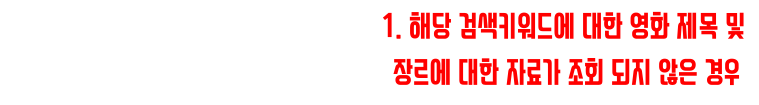 1. 해당 검색키워드에 대한 영화 제목 및
장르에 대한 자료가 조회 되지 않은 경우